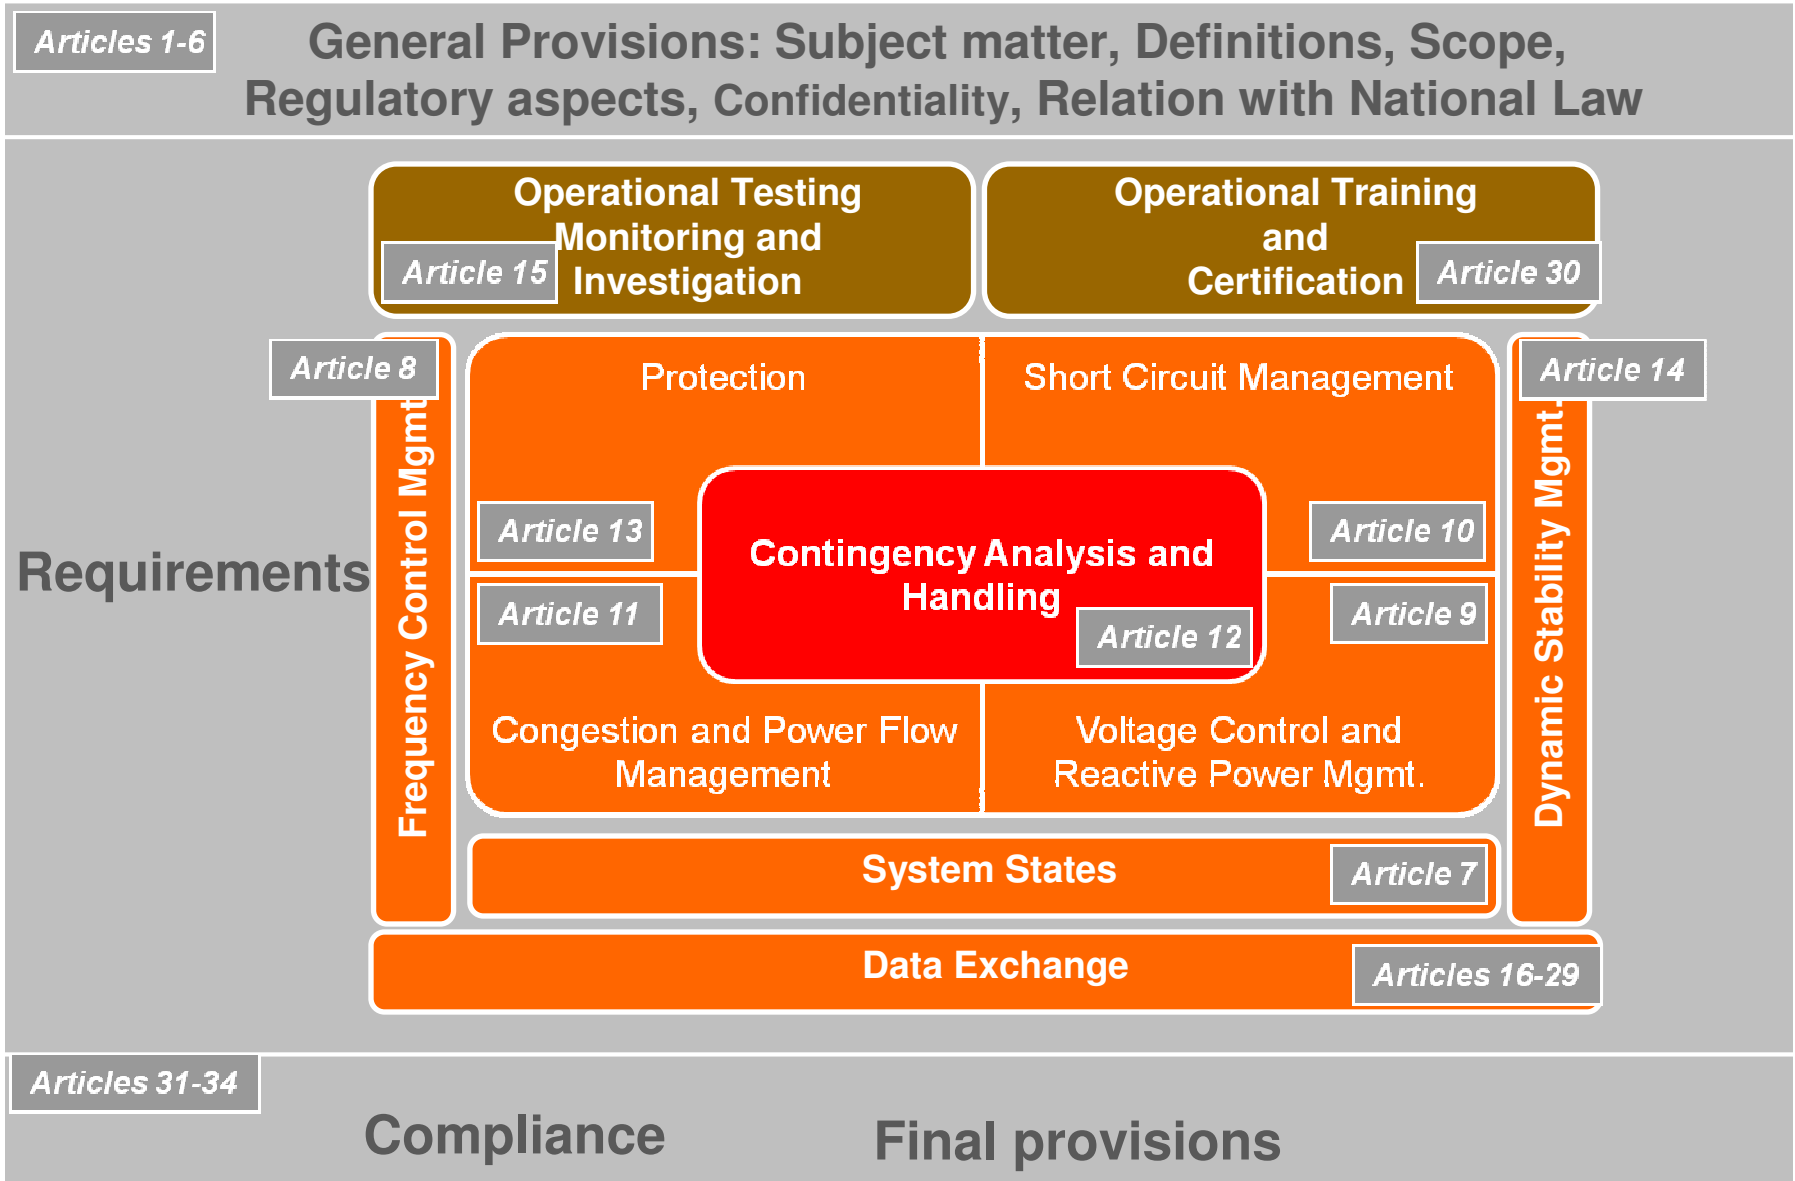 Articles 1-6
General Provisions: Subject matter, Definitions, Scope,
Regulatory aspects, Confidentiality, Relation with National Law
Operational Testing
Monitoring and
Investigation
Article 15
Operational Training
and
Certification
Article 30
Requirements
Article 8
Frequency Control Mgmt
Protection
Article 13
Short Circuit Management
Article 10
Contingency Analysis and
Handling
Article 12
Article 11
Congestion and Power Flow
Management
Article 9
Voltage Control and
Reactive Power Mgmt.
Article 14
Dynamic Stability Mgmt.
System States
Article 7
Data Exchange
Articles 16-29
Articles 31-34
Compliance
Final provisions